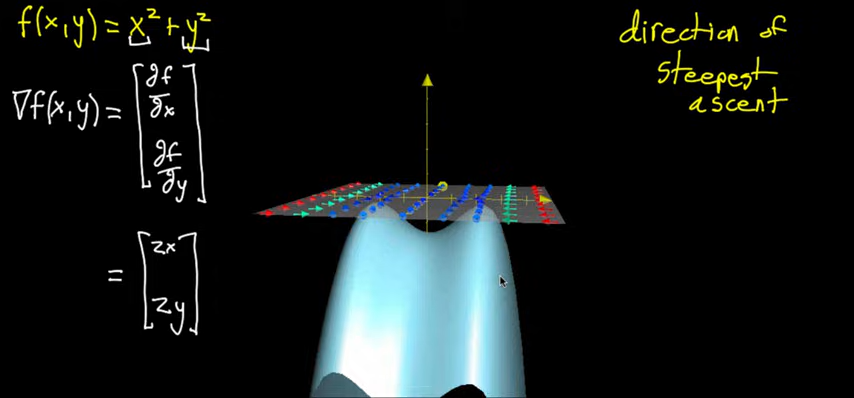 f(x,y) = x² + y²
∇f(x,y) = [∂f/∂x
∂f/∂y]
= [2x
2y]
direction of
steepest
ascent